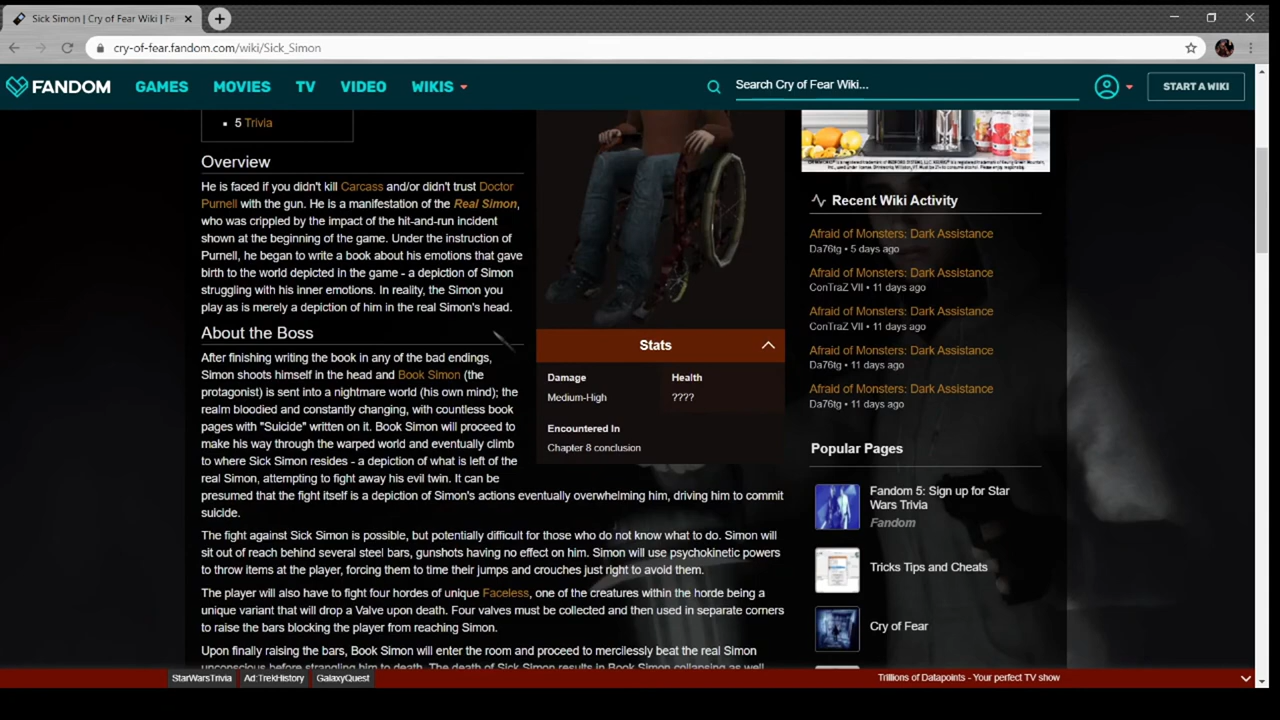 Sick Simon | Cry of Fear Wiki | Fa
cry-of-fear.fandom.com/wiki/Sick_Simon
FANDOM
GAMES
MOVIES
TV
VIDEO
WIKIS
Search Cry of Fear Wiki...
START A WIKI
5 Trivia
Overview
He is faced if you didn't kill Carcass and/or didn't trust Doctor
Purnell with the gun. He is a manifestation of the Real Simon,
who was crippled by the impact of the hit-and-run incident
shown at the beginning of the game. Under the instruction of
Purnell, he began to write a book about his emotions that gave
birth to the world depicted in the game - a depiction of Simon
struggling with his inner emotions. In reality, the Simon you
play as is merely a depiction of him in the real Simon's head.
About the Boss
After finishing writing the book in any of the bad endings,
Simon shoots himself in the head and Book Simon (the
protagonist) is sent into a nightmare world (his own mind); the
realm bloodied and constantly changing, with countless book
pages with "Suicide" written on it. Book Simon will proceed to
make his way through the warped world and eventually climb
to where Sick Simon resides - a depiction of what is left of the
real Simon, attempting to fight away his evil twin. It can be
presumed that the fight itself is a depiction of Simon's actions eventually overwhelming him, driving him to commit
suicide.
The fight against Sick Simon is possible, but potentially difficult for those who do not know what to do. Simon will
sit out of reach behind several steel bars, gunshots having no effect on him. Simon will use psychokinetic powers
to throw items at the player, forcing them to time their jumps and crouches just right to avoid them.
The player will also have to fight four hordes of unique Faceless, one of the creatures within the horde being a
unique variant that will drop a Valve upon death. Four valves must be collected and then used in separate corners
to raise the bars blocking the player from reaching Simon.
Upon finally raising the bars, Book Simon will enter the room and proceed to mercilessly beat the real Simon
unconscious before strangling him to death. The death of Sick Simon results in Book Simon collapsing as well
Stats
Damage
Medium-High
Health
????
Encountered In
Chapter 8 conclusion
Recent Wiki Activity
Afraid of Monsters: Dark Assistance
Da76tg • 5 days ago
Afraid of Monsters: Dark Assistance
ConTraZ VII • 11 days ago
Afraid of Monsters: Dark Assistance
ConTraZ VII • 11 days ago
Afraid of Monsters: Dark Assistance
Da76tg • 11 days ago
Afraid of Monsters: Dark Assistance
Da76tg • 11 days ago
Popular Pages
Fandom 5: Sign up for Star
Wars Trivia
Fandom
Tricks Tips and Cheats
Cry of Fear
StarWarsTrivia
Ad:TrekHistory
GalaxyQuest
Trillions of Datapoints - Your perfect TV show